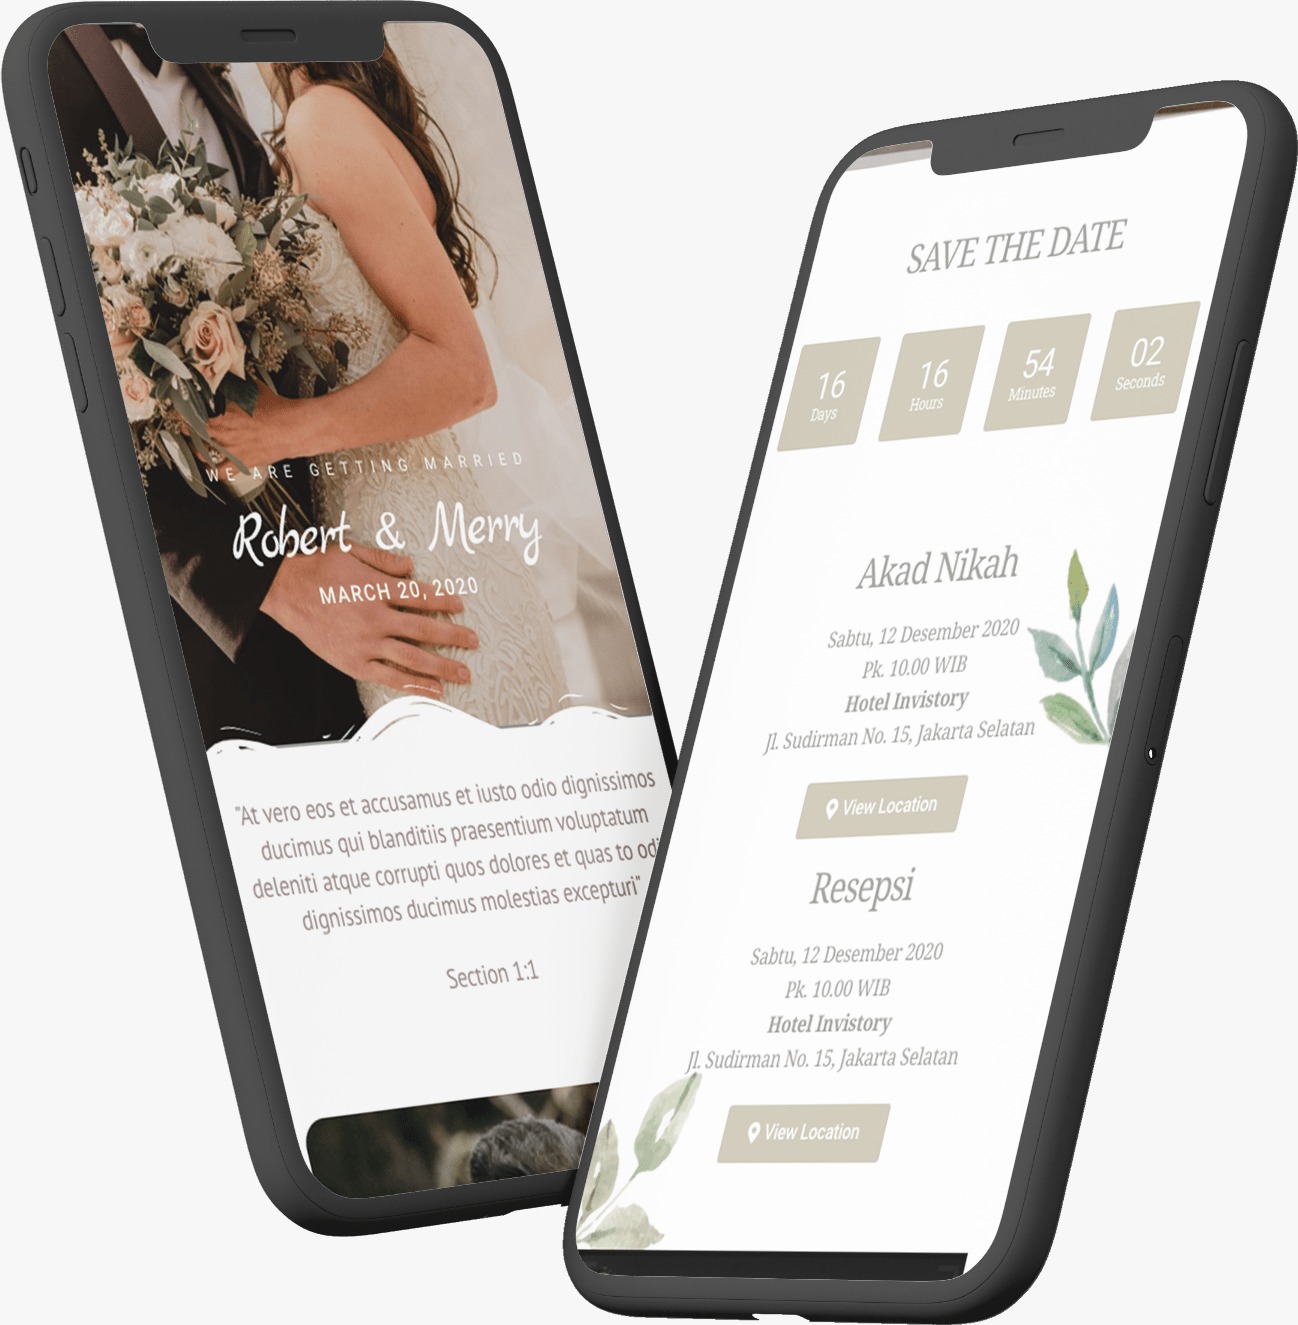 WE ARE GETTING MARRIED
Robert & Merry
MARCH 20, 2020
"At vero eos et accusamus et iusto odio dignissimos
ducimus qui blanditiis praesentium voluptatum
deleniti atque corrupti quos dolores et quas to odi
dignissimos ducimus molestias excepturi"
Section 1:1
SAVE THE DATE
16 16 54 02
Days Hours Minutes Seconds
Akad Nikah
Sabtu, 12 Desember 2020
Pk. 10.00 WIB
Hotel Invistory
Jl. Sudirman No. 15, Jakarta Selatan
View Location
Resepsi
Sabtu, 12 Desember 2020
Pk. 10.00 WIB
Hotel Invistory
Jl. Sudirman No. 15, Jakarta Selatan
View Location